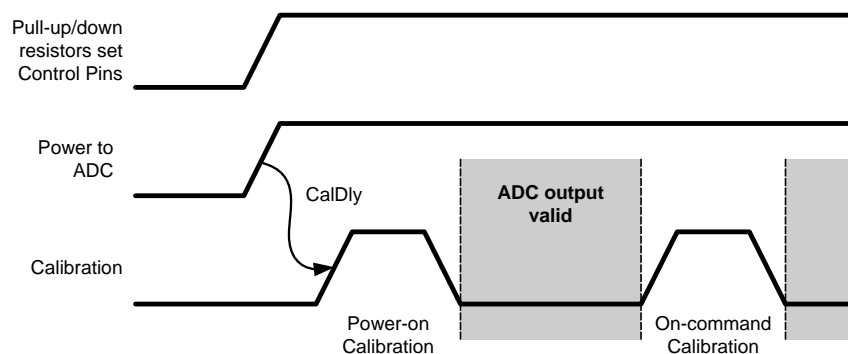 Pull-up/down
resistors set
Control Pins
Power to
ADC
CalDly
ADC output
valid
Calibration
Power-on
Calibration
On-command
Calibration